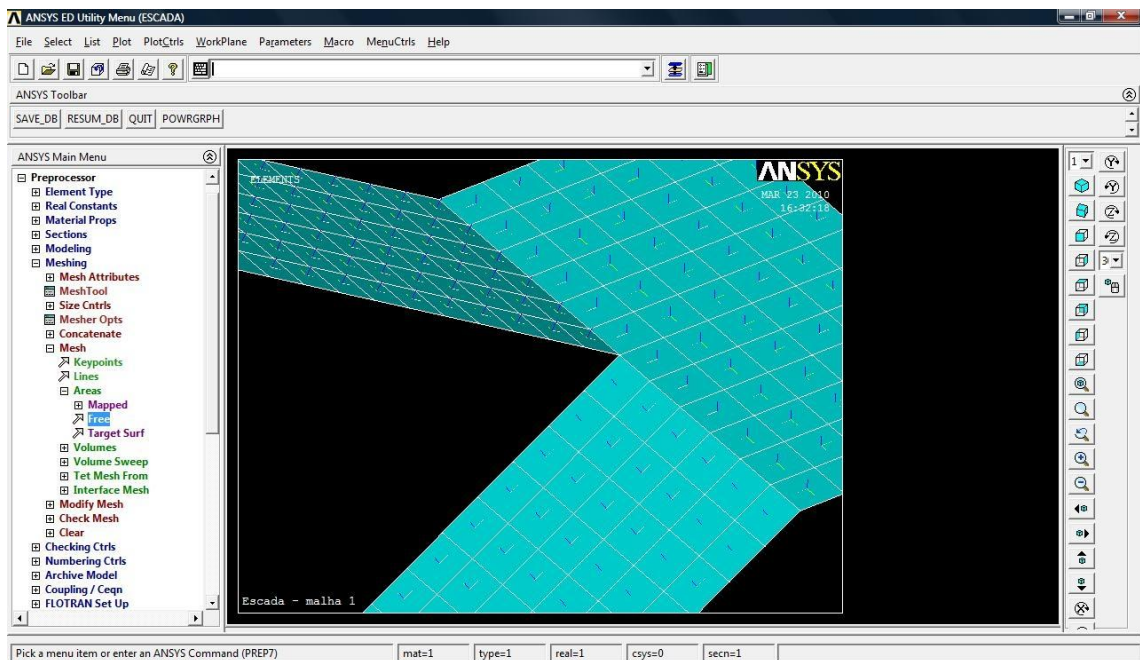 ANSYS ED Utility Menu (ESCADA)
File Select List Plot PlotCtrls WorkPlane Parameters Macro MenuCtrls Help
ANSYS Toolbar
SAVE_DB RESUM_DB QUIT POWRGRPH
ANSYS Main Menu
Preprocessor
Element Type
Real Constants
Material Props
Sections
Modeling
Meshing
Mesh Attributes
MeshTool
Size Cntrls
Mesher Opts
Concatenate
Mesh
Keypoints
Lines
Areas
Mapped
Free
Target Surf
Volumes
Volume Sweep
Tet Mesh From
Interface Mesh
Modify Mesh
Check Mesh
Clear
Checking Ctrls
Numbering Ctrls
Archive Model
Coupling / Ceqn
FLOTRAN Set Up
ELEMENTS
ANSYS
MAR 23 2010
16:32:18
Escada - malha 1
1
3
Pick a menu item or enter an ANSYS Command (PREP7) mat=1 type=1 real=1 csys=0 secn=1